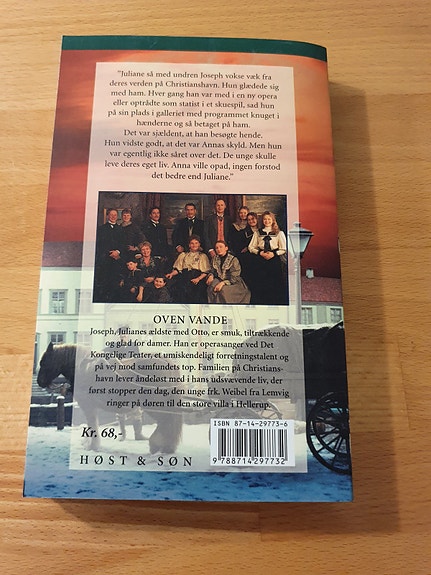 "Juliane så med undren Joseph vokse væk fra
deres verden på Christianshavn. Hun glædede sig
med ham. Hver gang han var med i en ny opera
eller optrådte som statist i et skuespil, sad hun
på sin plads i galleriet med programmet knuget i
hænderne og så betaget på ham.
Det var sjældent, at han besøgte hende.
Hun vidste godt, at det var Annas skyld. Men hun
var egentlig ikke såret over det. De unge skulle
leve deres eget liv. Anna ville opad, ingen forstod
det bedre end Juliane."
OVEN VANDE
Joseph, Julianes ældste med Otto, er smuk, tiltrækkende
og glad for damer. Han er operasanger ved Det
Kongelige Teater, et umiskendeligt forretningstalent og
på vej mod samfundets top. Familien på Christians-
havn lever åndeløst med i hans udsvævende liv, der
først stopper den dag, den unge frk. Weibel fra Lemvig
ringer på døren til den store villa i Hellerup.
Kr. 68,-
ISBN 87-14-29773-6
9788714297732
HØST & SØN